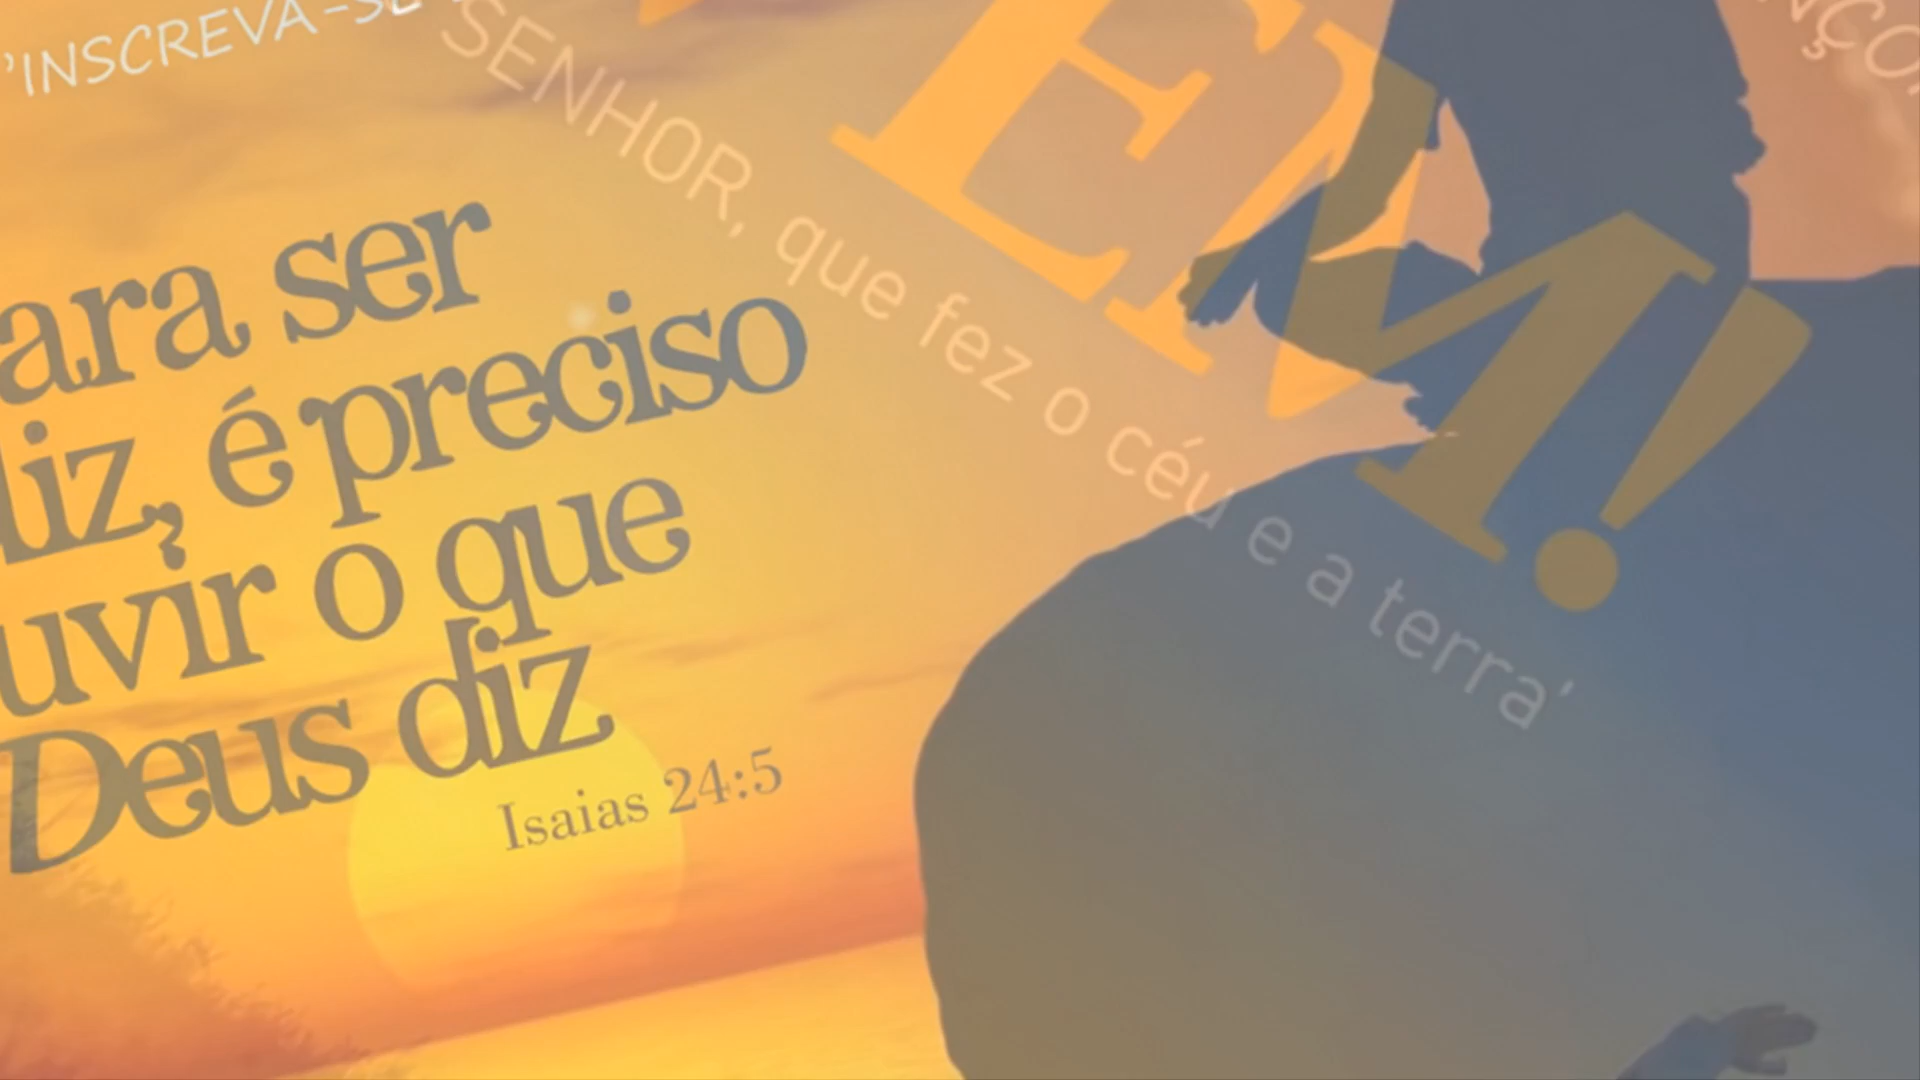 'INSCREVA-SE
SENHOR, que fez o céu e a terra'
EM!
ara ser
liz, é preciso
uvir o que
Deus diz
Isaias 24:5